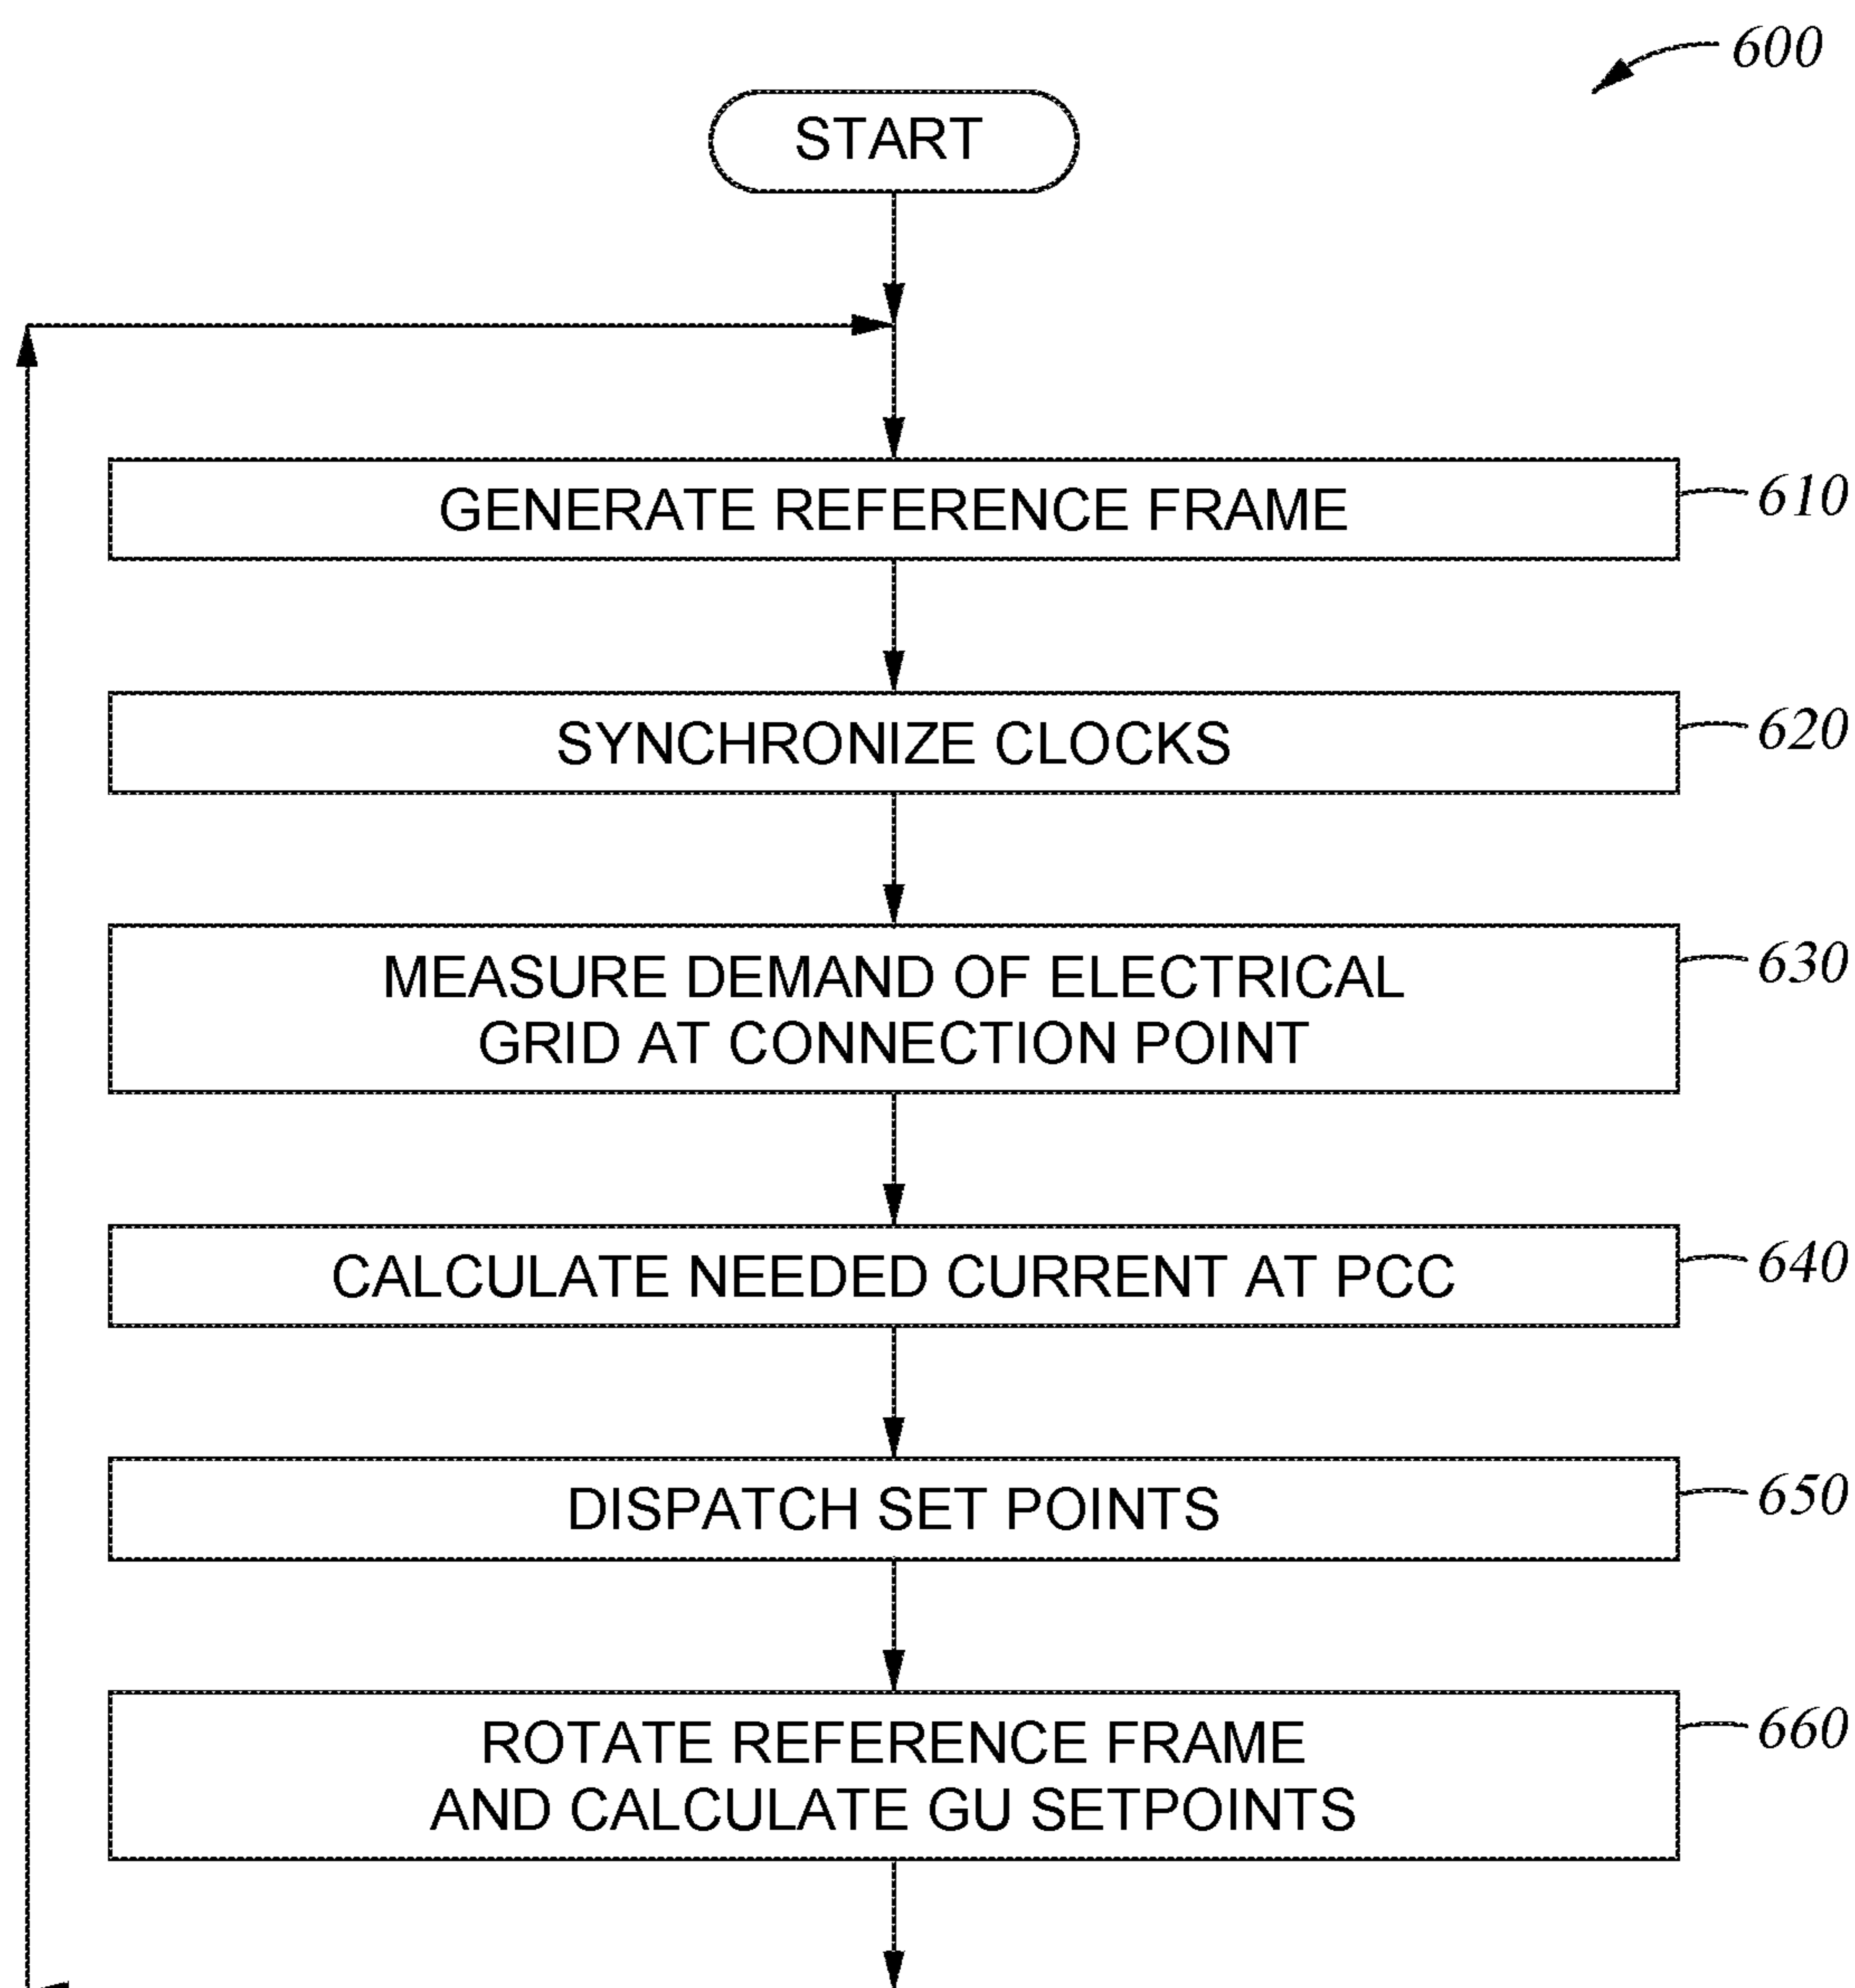 600
START
GENERATE REFERENCE FRAME
610
SYNCHRONIZE CLOCKS
620
MEASURE DEMAND OF ELECTRICAL
GRID AT CONNECTION POINT
630
CALCULATE NEEDED CURRENT AT PCC
640
DISPATCH SET POINTS
650
ROTATE REFERENCE FRAME
AND CALCULATE GU SETPOINTS
660